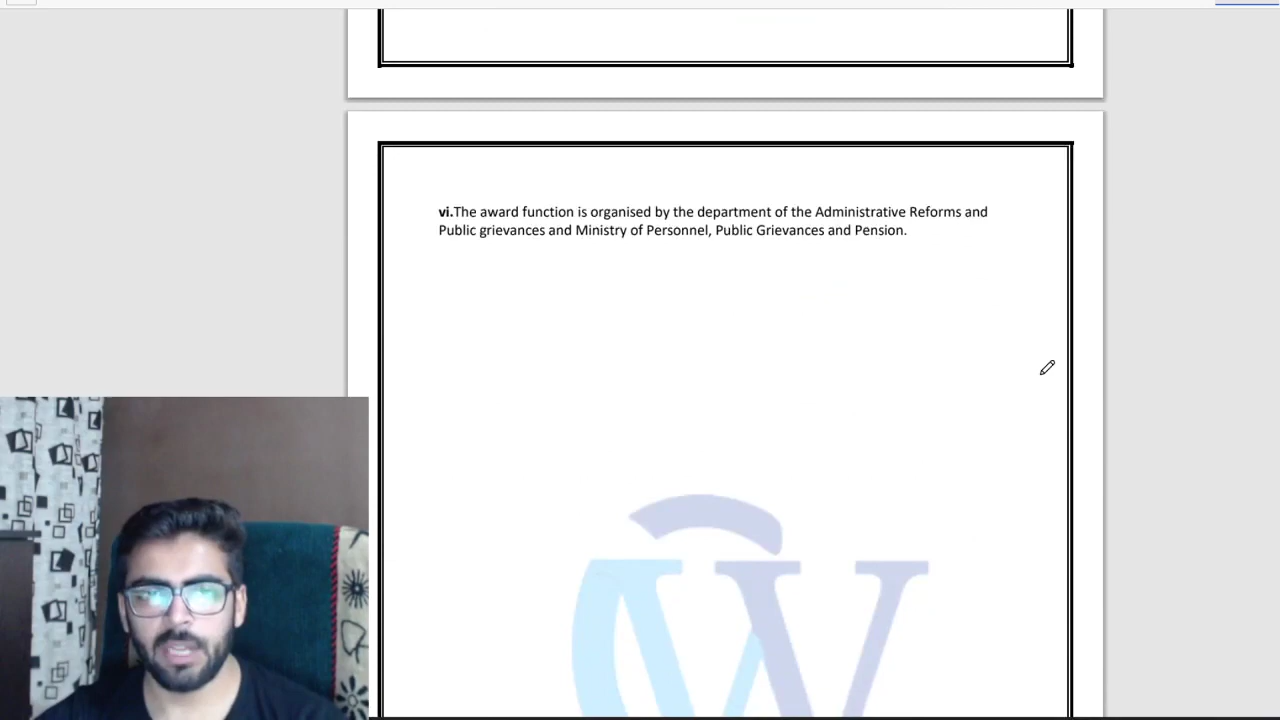 vi.The award function is organised by the department of the Administrative Reforms and
Public grievances and Ministry of Personnel, Public Grievances and Pension.
W